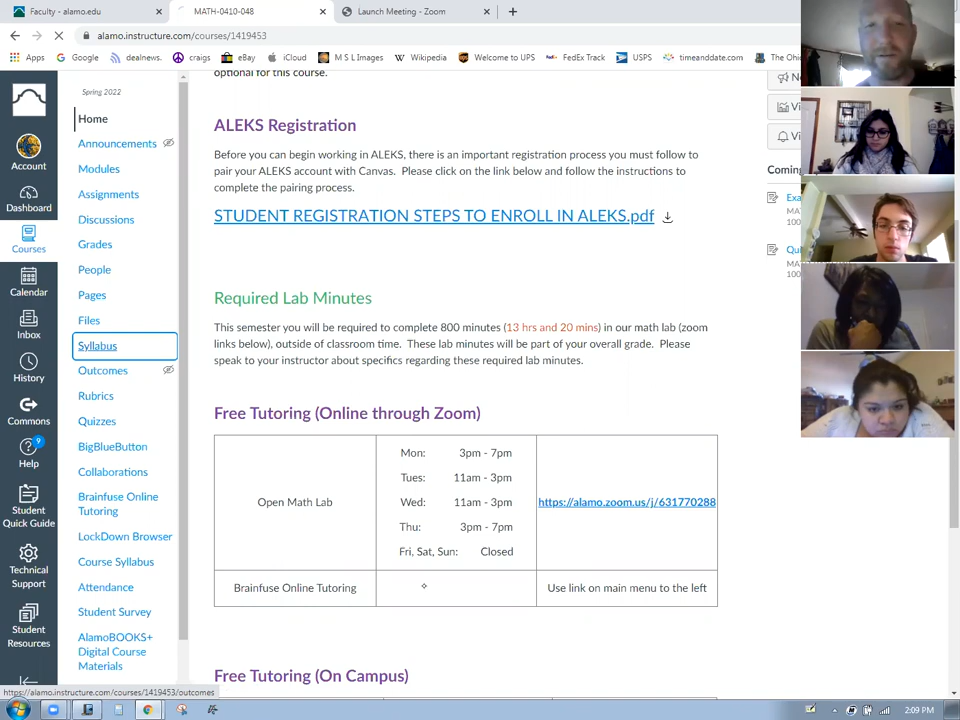 Faculty - alamo.edu
MATH-0410-048
Launch Meeting - Zoom
alamo.instructure.com/courses/1419453
Apps
Google
dealnews.
craigs
eBay
iCloud
M S L Images
Wikipedia
Welcome to UPS
FedEx Track
USPS
timeanddate.com
The Ohi
Account
Dashboard
Courses
Calendar
Inbox
History
Commons
9
Help
Student
Quick Guide
Technical
Support
Student
Resources
Spring 2022
Home
Announcements
Modules
Assignments
Discussions
Grades
People
Pages
Files
Syllabus
Outcomes
Rubrics
Quizzes
BigBlueButton
Collaborations
Brainfuse Online
Tutoring
LockDown Browser
Course Syllabus
Attendance
Student Survey
AlamoBOOKS+
Digital Course
Materials
optional for this course.
ALEKS Registration
Before you can begin working in ALEKS, there is an important registration process you must follow to
pair your ALEKS account with Canvas. Please click on the link below and follow the instructions to
complete the pairing process.
STUDENT REGISTRATION STEPS TO ENROLL IN ALEKS.pdf
Required Lab Minutes
This semester you will be required to complete 800 minutes (13 hrs and 20 mins) in our math lab (zoom
links below), outside of classroom time. These lab minutes will be part of your overall grade. Please
speak to your instructor about specifics regarding these required lab minutes.
Free Tutoring (Online through Zoom)
Open Math Lab
Mon: 3pm - 7pm
Tues: 11am - 3pm
Wed: 11am - 3pm
Thu: 3pm - 7pm
Fri, Sat, Sun: Closed
https://alamo.zoom.us/j/631770288
Brainfuse Online Tutoring
Use link on main menu to the left
Free Tutoring (On Campus)
Vi
Vi
Coming
Exa
MA
100
Qui
MA
100
https://alamo.instructure.com/courses/1419453/outcomes
2:09 PM